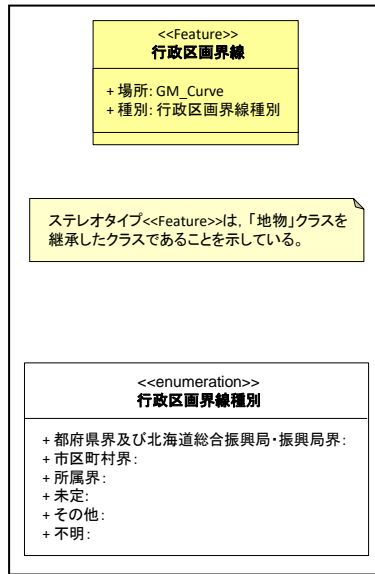 <<Feature>>
行政区画界線
+ 場所: GM_Curve
+ 種別: 行政区画界線種別
ステレオタイプ<<Feature>>は，「地物」クラスを
継承したクラスであることを示している。
<<enumeration>>
行政区画界線種別
+ 都府県界及び北海道総合振興局・振興局界:
+ 市区町村界:
+ 所属界:
+ 未定:
+ その他:
+ 不明: